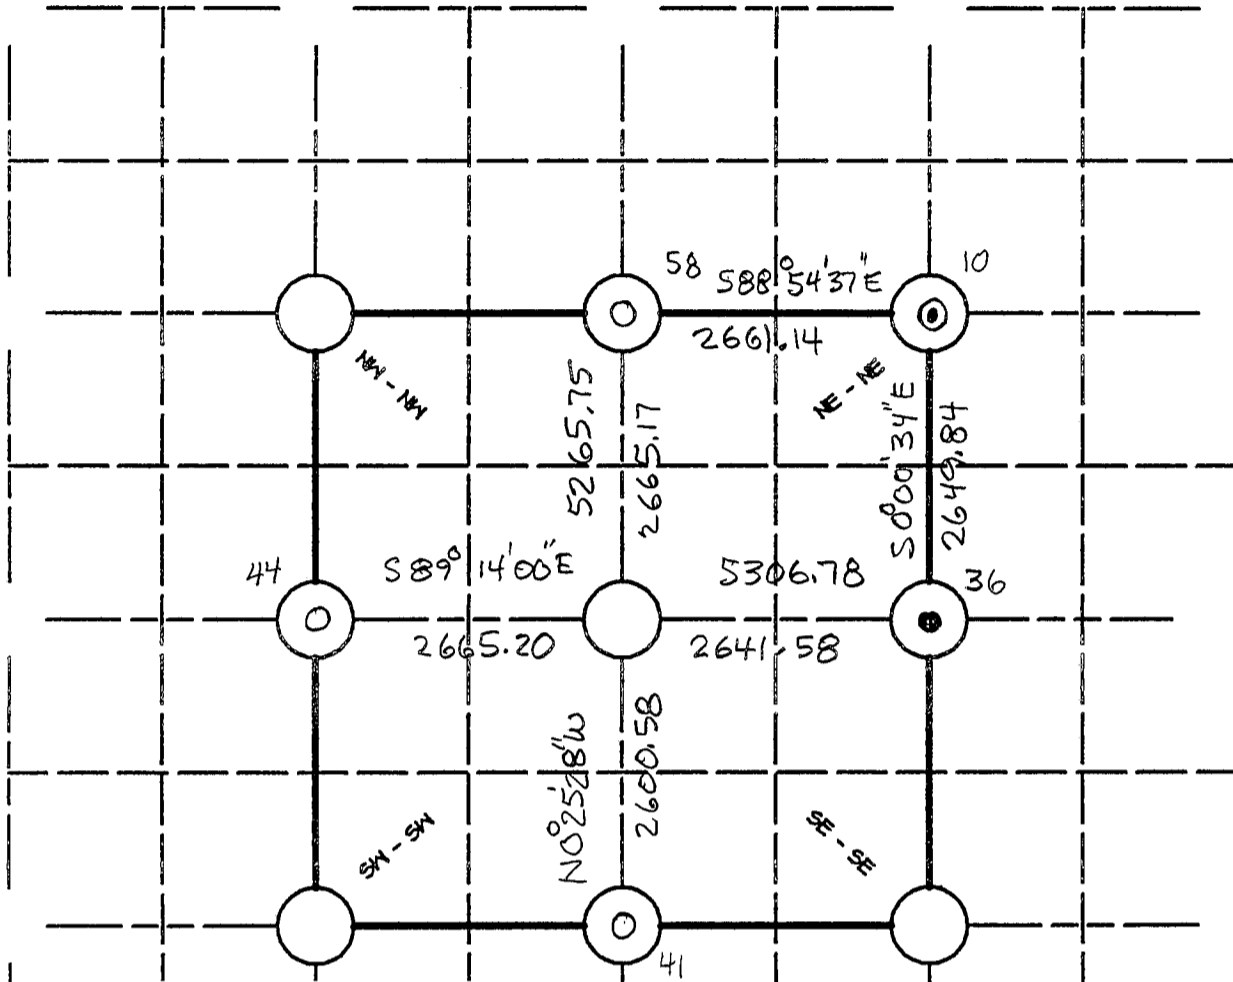 58 S88°54'37"E 10
2661.14
NW - NW
NE - NE
5265.75
2665.17
S0°00'34"E
2649.84
44 S89°14'00"E 5306.78 36
2665.20 2641.58
N0°25'28"W
2600.58
SW - SW
SE - SE
41